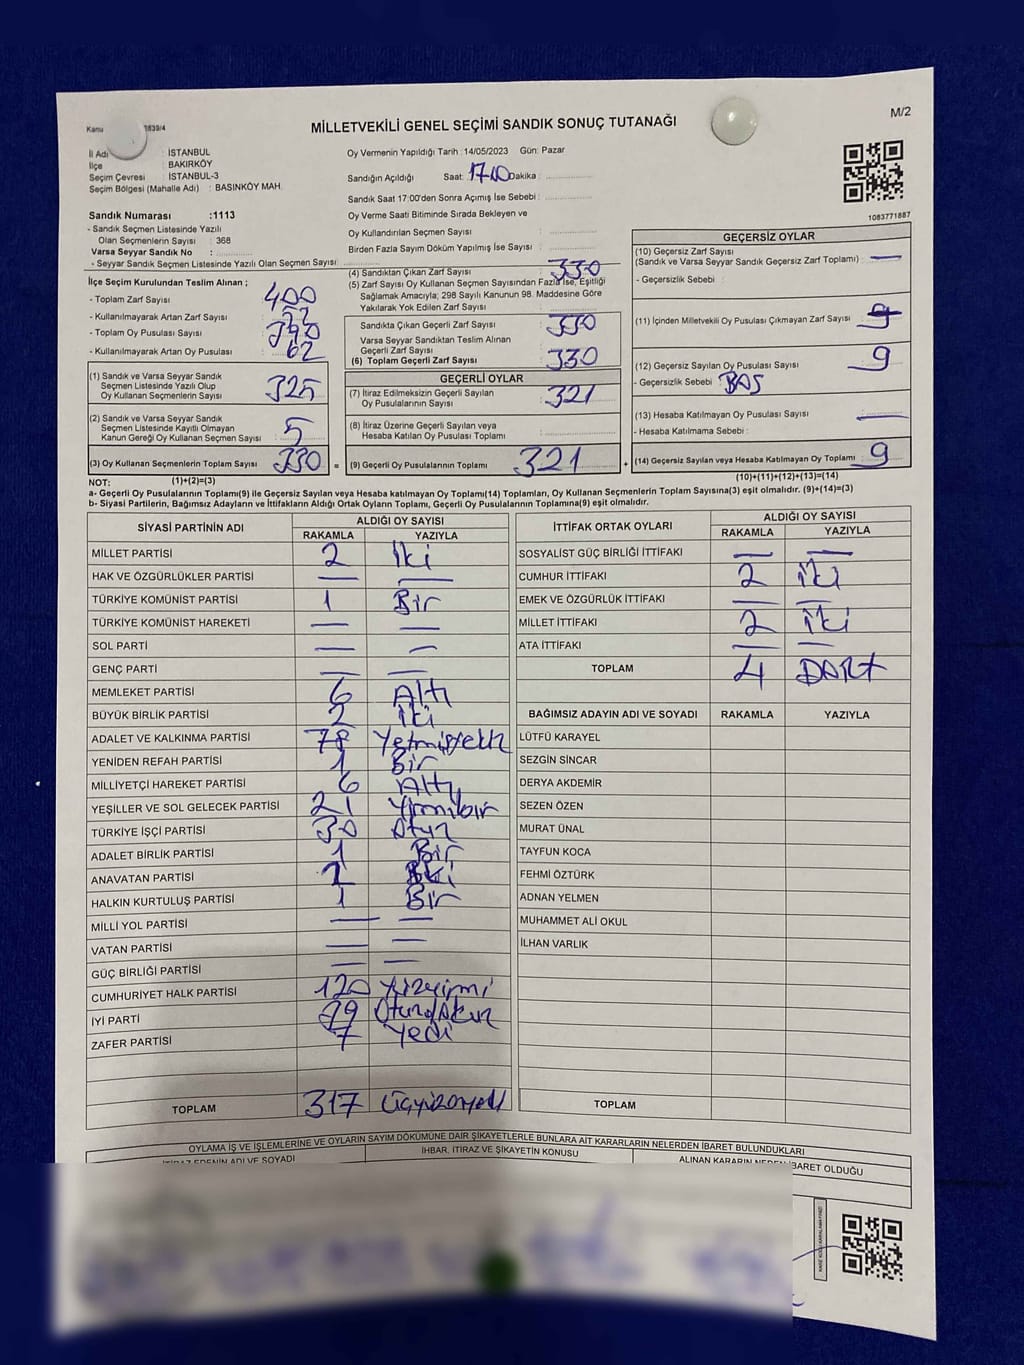 M/2
Kanu 1839/4
MİLLETVEKİLİ GENEL SEÇİMİ SANDIK SONUÇ TUTANAĞI
İl Adı : İSTANBUL
İlçe : BAKIRKÖY
Seçim Çevresi : İSTANBUL-3
Seçim Bölgesi (Mahalle Adı) : BASINKÖY MAH.
Oy Vermenin Yapıldığı Tarih : 14/05/2023 Gün: Pazar
Sandığın Açıldığı Saat: 17:10 Dakika :
Sandık Saat 17:00'den Sonra Açımış İse Sebebi :
Oy Verme Saati Bitiminde Sırada Bekleyen ve
Oy Kullandırılan Seçmen Sayısı :
Birden Fazla Sayım Döküm Yapılmış İse Sayısı :
1083771887
Sandık Numarası :1113
- Sandık Seçmen Listesinde Yazılı
Olan Seçmenlerin Sayısı : 368
Varsa Seyyar Sandık No :
- Seyyar Sandık Seçmen Listesinde Yazılı Olan Seçmen Sayısı:
İlçe Seçim Kurulundan Teslim Alınan ;
- Toplam Zarf Sayısı : 400
- Kullanılmayarak Artan Zarf Sayısı :
- Toplam Oy Pusulası Sayısı :
- Kullanılmayarak Artan Oy Pusulası : 62
(1) Sandık ve Varsa Seyyar Sandık
Seçmen Listesinde Yazılı Olup
Oy Kullanan Seçmenlerin Sayısı : 325
(2) Sandık ve Varsa Seyyar Sandık
Seçmen Listesinde Kayıtlı Olmayan
Kanun Gereği Oy Kullanan Seçmen Sayısı : 5
(3) Oy Kullanan Seçmenlerin Toplam Sayısı : 330
(4) Sandıktan Çıkan Zarf Sayısı : 330
(5) Zarf Sayısı Oy Kullanan Seçmen Sayısından Fazla İse, Eşitliği
Sağlamak Amacıyla; 298 Sayılı Kanunun 98. Maddesine Göre
Yakılarak Yok Edilen Zarf Sayısı :
Sandıkta Çıkan Geçerli Zarf Sayısı : 330
Varsa Seyyar Sandıktan Teslim Alınan
Geçerli Zarf Sayısı :
(6) Toplam Geçerli Zarf Sayısı : 330
GEÇERLİ OYLAR
(7) İtiraz Edilmeksizin Geçerli Sayılan
Oy Pusulalarının Sayısı : 321
(8) İtiraz Üzerine Geçerli Sayılan veya
Hesaba Katılan Oy Pusulası Toplamı :
= (9) Geçerli Oy Pusulalarının Toplamı : 321 +
GEÇERSİZ OYLAR
(10) Geçersiz Zarf Sayısı
(Sandık ve Varsa Seyyar Sandık Geçersiz Zarf Toplamı) : —
- Geçersizlik Sebebi :
(11) İçinden Milletvekili Oy Pusulası Çıkmayan Zarf Sayısı : 9
(12) Geçersiz Sayılan Oy Pusulası Sayısı : 9
- Geçersizlik Sebebi : BOŞ
(13) Hesaba Katılmayan Oy Pusulası Sayısı : —
- Hesaba Katılmama Sebebi :
(14) Geçersiz Sayılan veya Hesaba Katılmayan Oy Toplamı : 9
NOT: (1)+(2)=(3)
(10)+(11)+(12)+(13)=(14)
a- Geçerli Oy Pusulalarının Toplamı(9) ile Geçersiz Sayılan veya Hesaba katılmayan Oy Toplamı(14) Toplamları, Oy Kullanan Seçmenlerin Toplam Sayısına(3) eşit olmalıdır. (9)+(14)=(3)
b- Siyasi Partilerin, Bağımsız Adayların ve İttifakların Aldığı Ortak Oyların Toplamı, Geçerli Oy Pusulalarının Toplamına(9) eşit olmalıdır.
SİYASİ PARTİNİN ADI ALDIĞI OY SAYISI
RAKAMLA YAZIYLA
MİLLET PARTİSİ 2 İki
HAK VE ÖZGÜRLÜKLER PARTİSİ — —
TÜRKİYE KOMÜNİST PARTİSİ 1 Bir
TÜRKİYE KOMÜNİST HAREKETİ — —
SOL PARTİ — —
GENÇ PARTİ — —
MEMLEKET PARTİSİ 6 Altı
BÜYÜK BİRLİK PARTİSİ 2 İki
ADALET VE KALKINMA PARTİSİ 78 Yetmişsekiz
YENİDEN REFAH PARTİSİ 1 Bir
MİLLİYETÇİ HAREKET PARTİSİ 6 Altı
YEŞİLLER VE SOL GELECEK PARTİSİ 21 Yirmibir
TÜRKİYE İŞÇİ PARTİSİ 30 Otuz
ADALET BİRLİK PARTİSİ 1 Bir
ANAVATAN PARTİSİ 2 İki
HALKIN KURTULUŞ PARTİSİ 1 Bir
MİLLİ YOL PARTİSİ — —
VATAN PARTİSİ — —
GÜÇ BİRLİĞİ PARTİSİ — —
CUMHURİYET HALK PARTİSİ 120 Yüzyirmi
İYİ PARTİ 39 Otuzdokuz
ZAFER PARTİSİ 7 Yedi
TOPLAM 317 Üçyüzonyedi
İTTİFAK ORTAK OYLARI ALDIĞI OY SAYISI
RAKAMLA YAZIYLA
SOSYALİST GÜÇ BİRLİĞİ İTTİFAKI — —
CUMHUR İTTİFAKI 2 İki
EMEK VE ÖZGÜRLÜK İTTİFAKI — —
MİLLET İTTİFAKI 2 İki
ATA İTTİFAKI — —
TOPLAM 4 DÖRT
BAĞIMSIZ ADAYIN ADI VE SOYADI RAKAMLA YAZIYLA
LÜTFÜ KARAYEL
SEZGİN SİNCAR
DERYA AKDEMİR
SEZEN ÖZEN
MURAT ÜNAL
TAYFUN KOCA
FEHMİ ÖZTÜRK
ADNAN YELMEN
MUHAMMET ALİ OKUL
İLHAN VARLIK
TOPLAM
OYLAMA İŞ VE İŞLEMLERİNE VE OYLARIN SAYIM DÖKÜMÜNE DAİR ŞİKAYETLERLE BUNLARA AİT KARARLARIN NELERDEN İBARET BULUNDUKLARI
İTİRAZ EDENİN ADI VE SOYADI İHBAR, İTİRAZ VE ŞİKAYETİN KONUSU ALINAN KARARIN NEDEN İBARET OLDUĞU